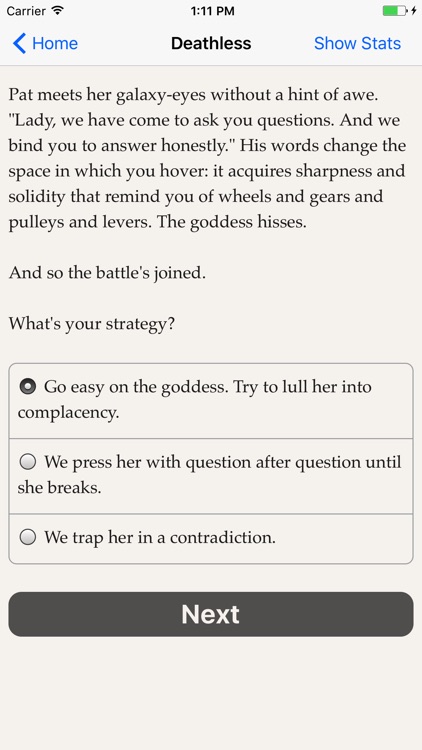 Carrier 1:11 PM
Home Deathless Show Stats
Pat meets her galaxy-eyes without a hint of awe.
"Lady, we have come to ask you questions. And we
bind you to answer honestly." His words change the
space in which you hover: it acquires sharpness and
solidity that remind you of wheels and gears and
pulleys and levers. The goddess hisses.
And so the battle's joined.
What's your strategy?
Go easy on the goddess. Try to lull her into
complacency.
We press her with question after question until
she breaks.
We trap her in a contradiction.
Next